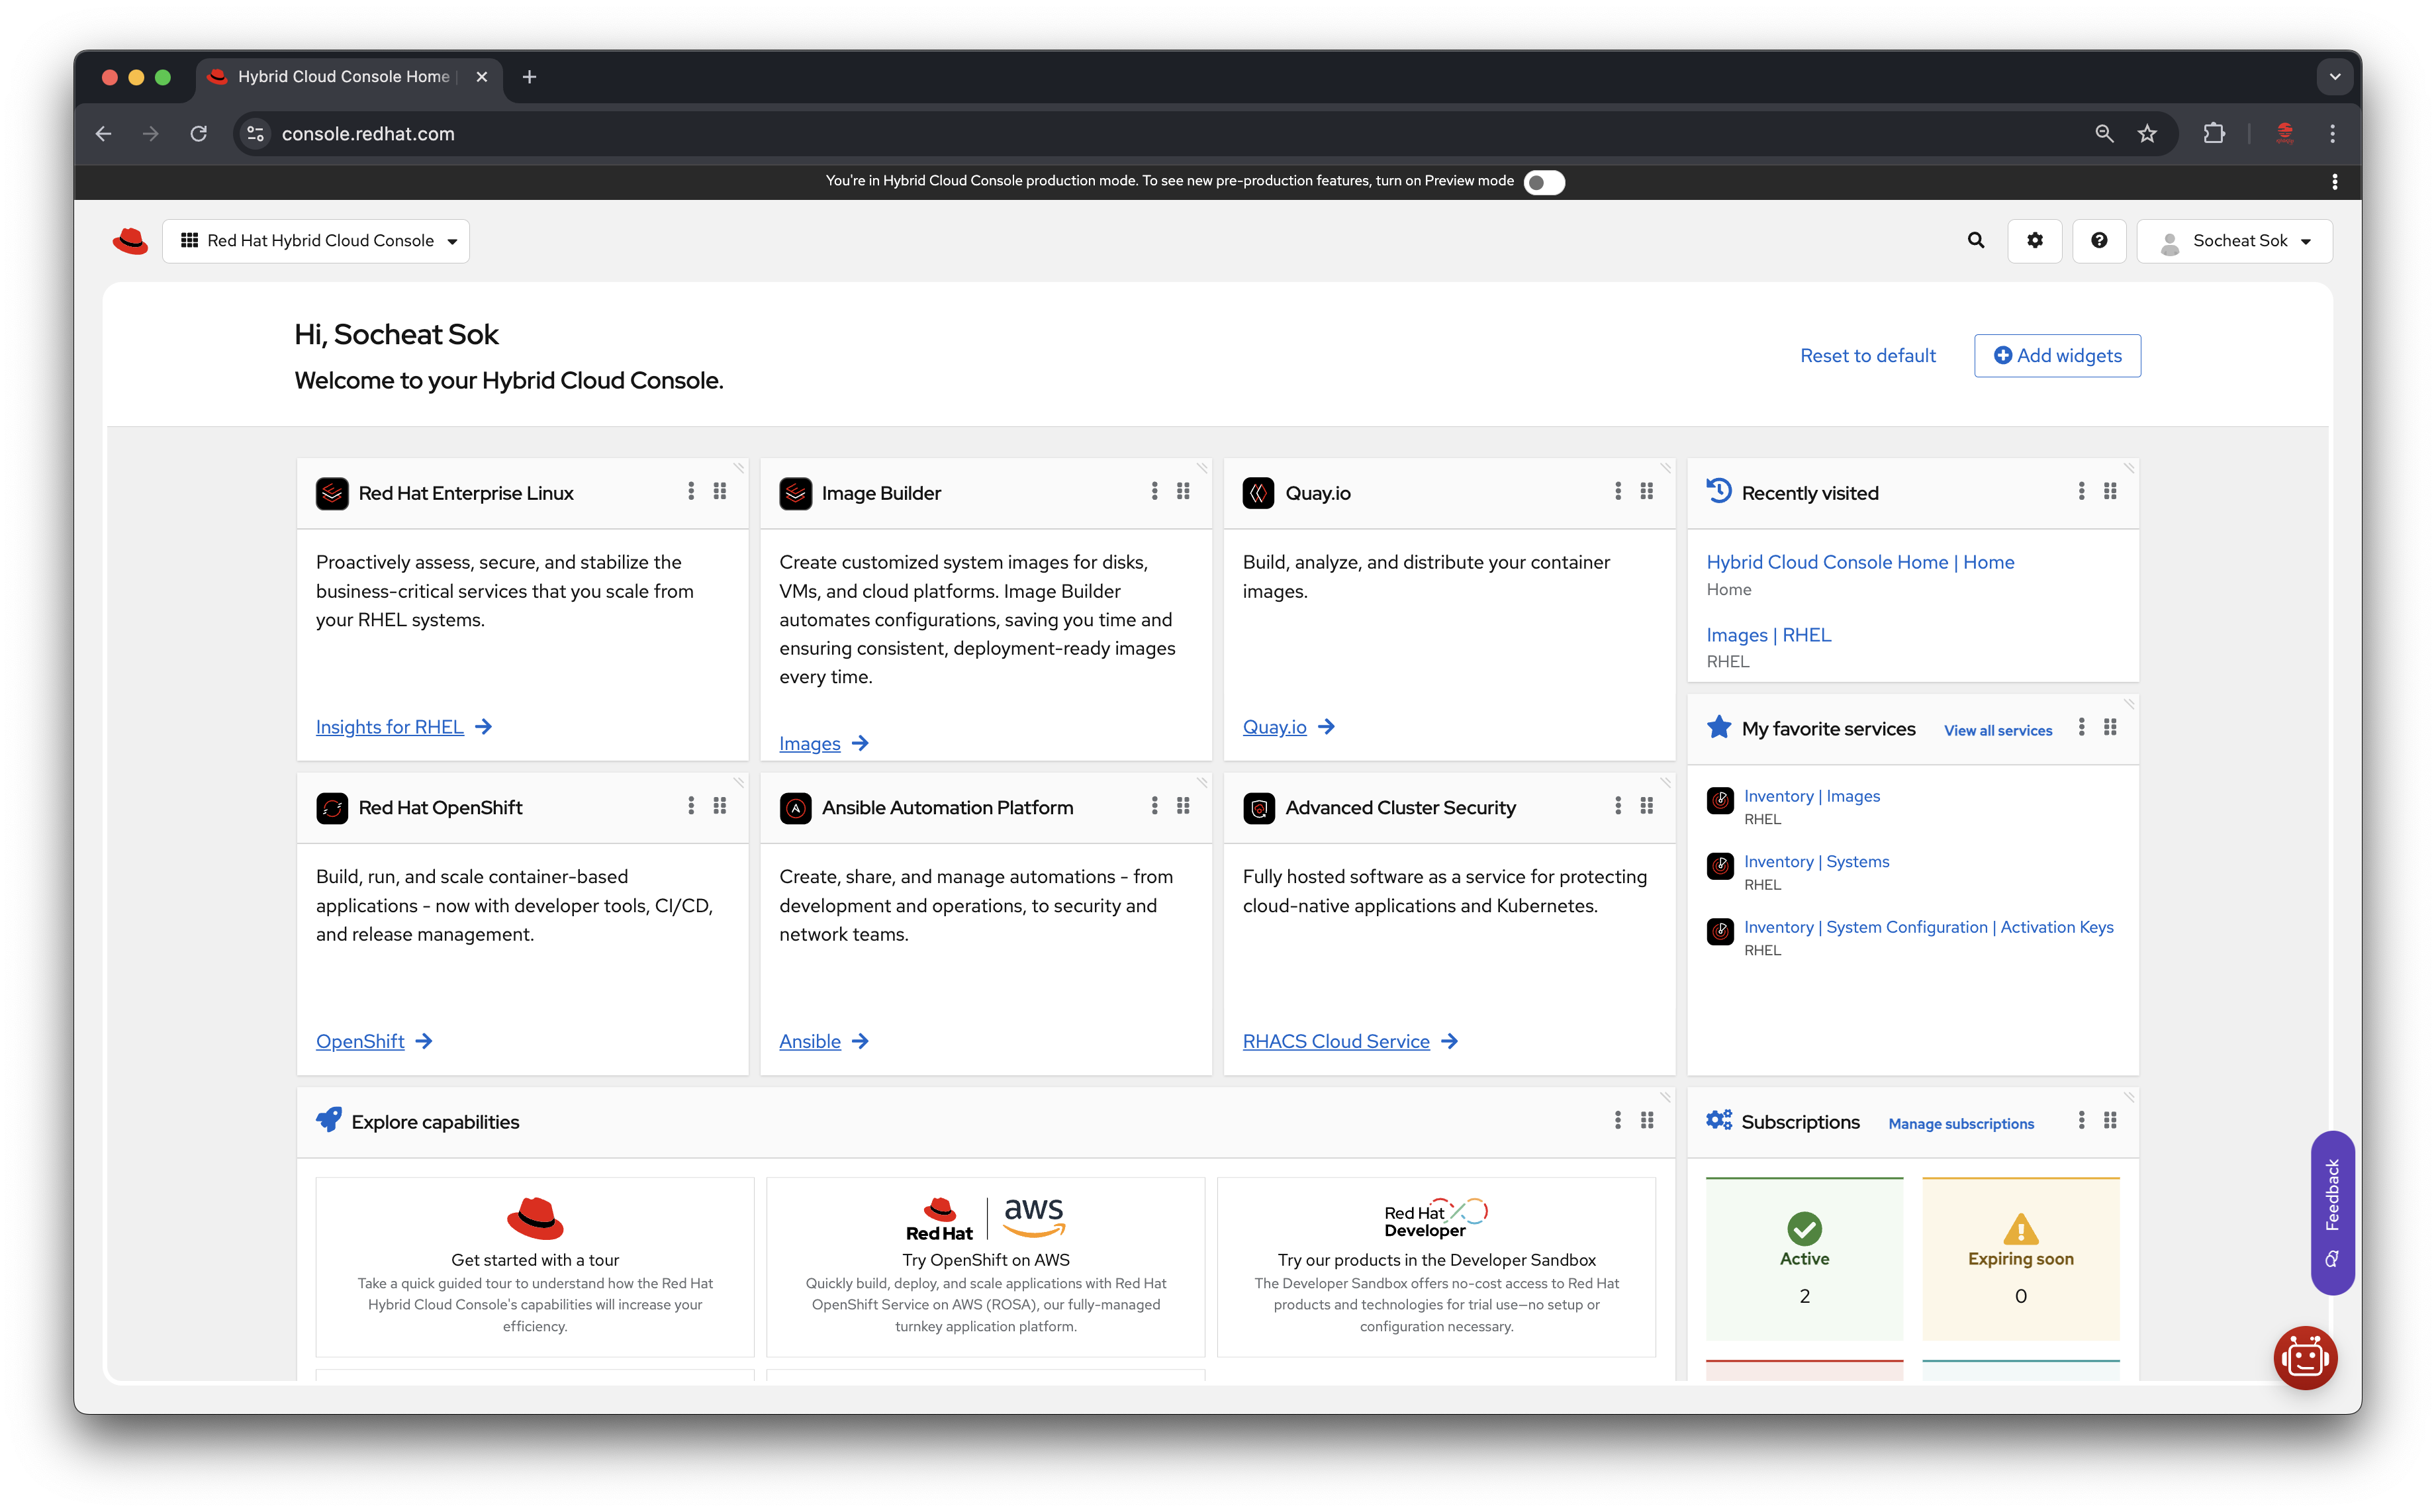 Hybrid Cloud Console Home
console.redhat.com
You're in Hybrid Cloud Console production mode. To see new pre-production features, turn on Preview mode
Red Hat Hybrid Cloud Console
Socheat Sok
Hi, Socheat Sok
Welcome to your Hybrid Cloud Console.
Reset to default
Add widgets
Red Hat Enterprise Linux
Proactively assess, secure, and stabilize the
business-critical services that you scale from
your RHEL systems.
Insights for RHEL
Image Builder
Create customized system images for disks,
VMs, and cloud platforms. Image Builder
automates configurations, saving you time and
ensuring consistent, deployment-ready images
every time.
Images
Quay.io
Build, analyze, and distribute your container
images.
Quay.io
Recently visited
Hybrid Cloud Console Home | Home
Home
Images | RHEL
RHEL
My favorite services
View all services
Inventory | Images
RHEL
Inventory | Systems
RHEL
Inventory | System Configuration | Activation Keys
RHEL
Red Hat OpenShift
Build, run, and scale container-based
applications - now with developer tools, CI/CD,
and release management.
OpenShift
Ansible Automation Platform
Create, share, and manage automations - from
development and operations, to security and
network teams.
Ansible
Advanced Cluster Security
Fully hosted software as a service for protecting
cloud-native applications and Kubernetes.
RHACS Cloud Service
Explore capabilities
Get started with a tour
Take a quick guided tour to understand how the Red Hat
Hybrid Cloud Console's capabilities will increase your
efficiency.
Red Hat
aws
Try OpenShift on AWS
Quickly build, deploy, and scale applications with Red Hat
OpenShift Service on AWS (ROSA), our fully-managed
turnkey application platform.
Red Hat
Developer
Try our products in the Developer Sandbox
The Developer Sandbox offers no-cost access to Red Hat
products and technologies for trial use—no setup or
configuration necessary.
Subscriptions
Manage subscriptions
Active
2
Expiring soon
0
Feedback